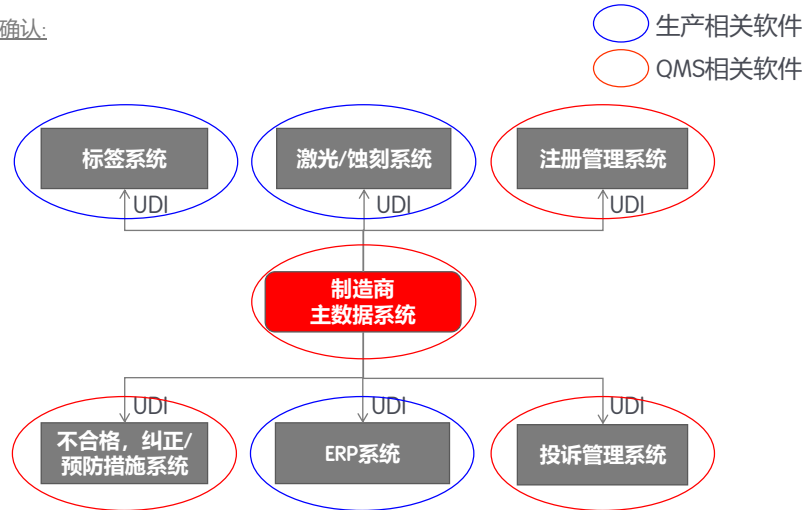 确认:
生产相关软件
QMS相关软件
标签系统
激光/蚀刻系统
注册管理系统
UDI
UDI
UDI
制造商
主数据系统
UDI
UDI
UDI
不合格，纠正/
预防措施系统
ERP系统
投诉管理系统